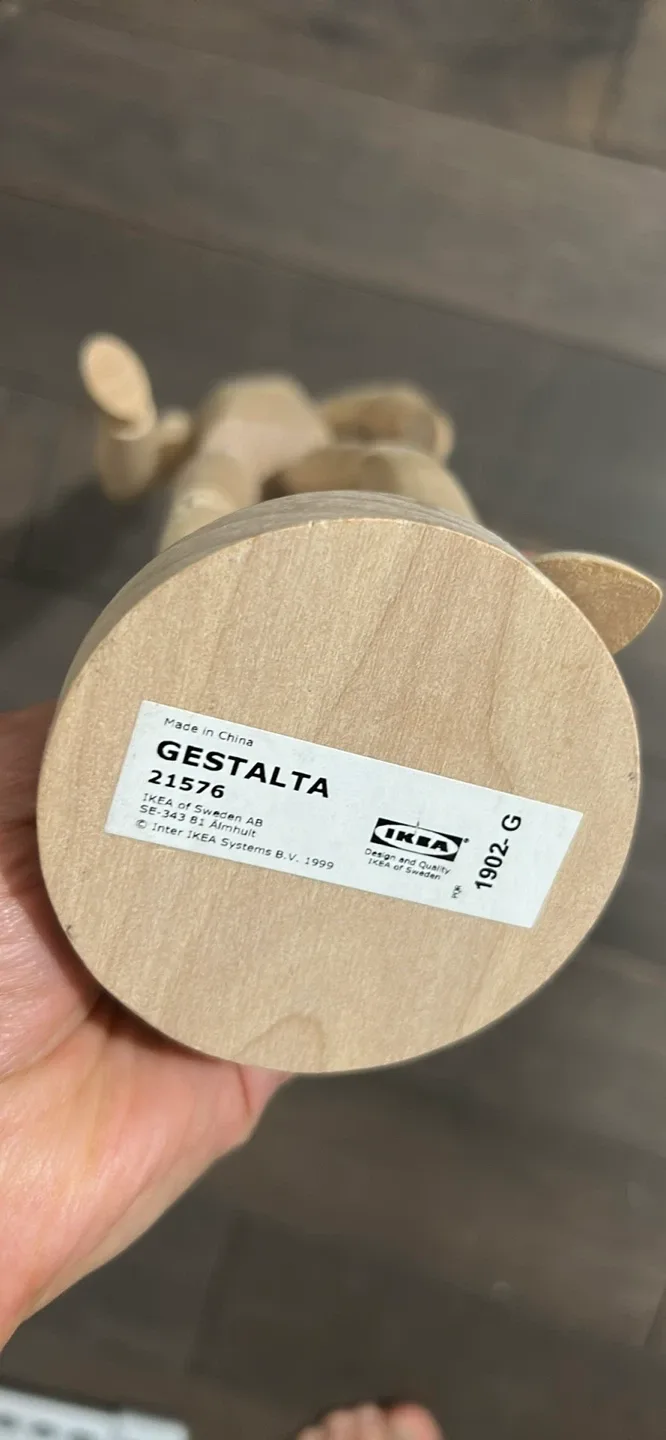 Made in China
GESTALTA
21576
IKEA of Sweden AB
SE-343 81 Älmhult
© Inter IKEA Systems B.V. 1999
IKEA®
Design and Quality
IKEA of Sweden
1902- G